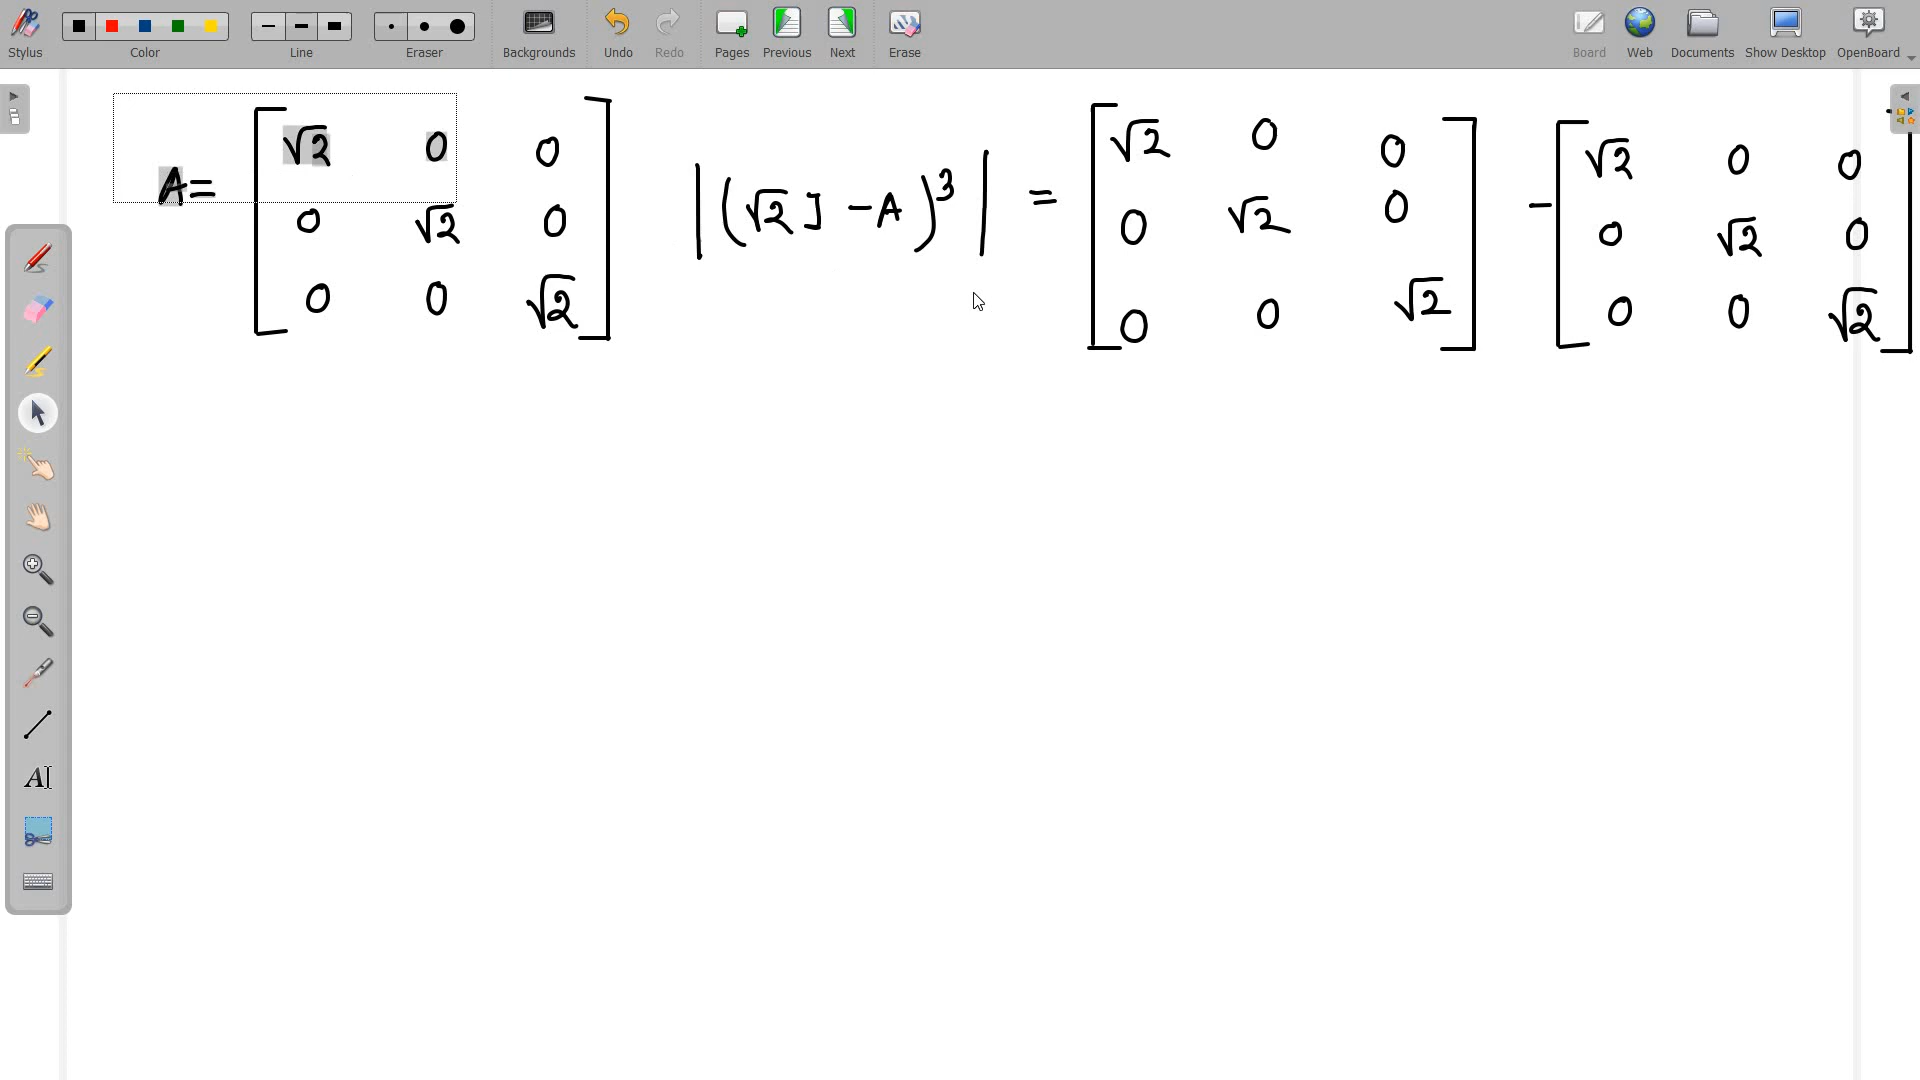 Stylus Color Line Eraser Backgrounds Undo Redo Pages Previous Next Erase Board Web Documents Show Desktop OpenBoard
A = [ √2 0 0
0 √2 0
0 0 √2 ]
| (√2 I - A)^3 | = [ √2 0 0
0 √2 0
0 0 √2 ]
- [ √2 0 0
0 √2 0
0 0 √2 ]